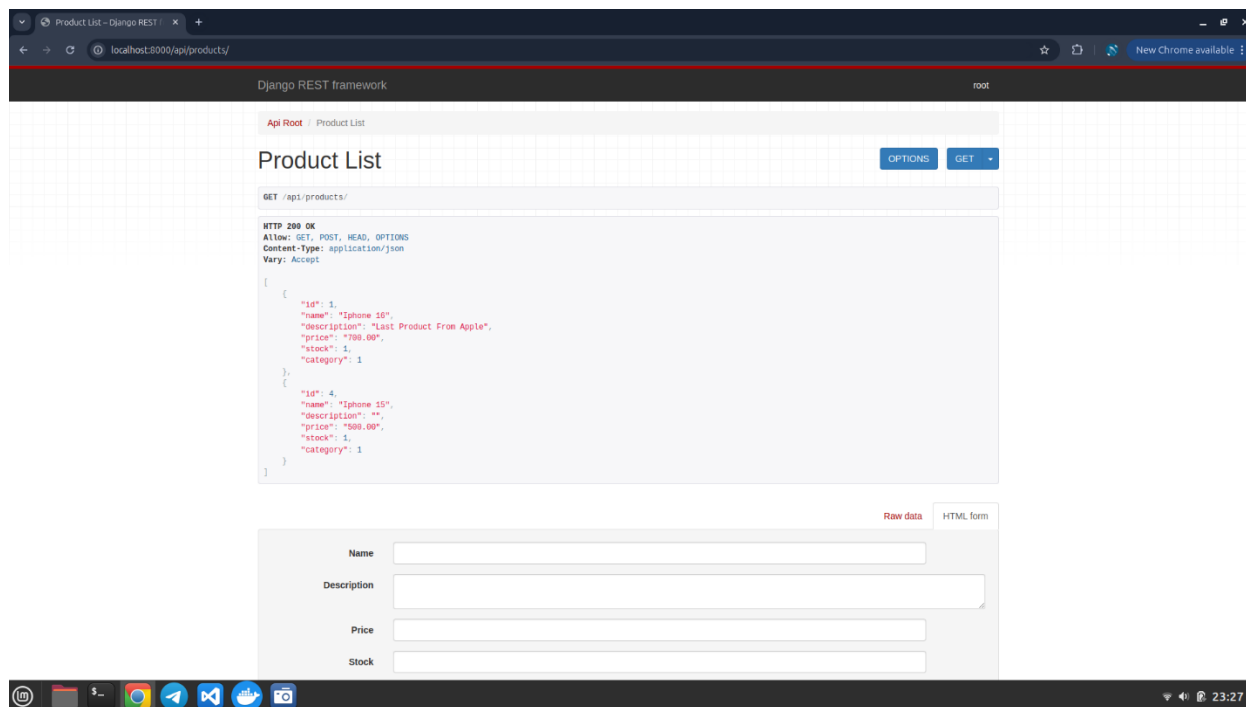 Product List – Django REST f
localhost:8000/api/products/
New Chrome available
Django REST framework
root
Api Root / Product List
Product List
OPTIONS
GET
GET /api/products/
HTTP 200 OK
Allow: GET, POST, HEAD, OPTIONS
Content-Type: application/json
Vary: Accept
[
{
"id": 1,
"name": "Iphone 16",
"description": "Last Product From Apple",
"price": "700.00",
"stock": 1,
"category": 1
},
{
"id": 4,
"name": "Iphone 15",
"description": "",
"price": "500.00",
"stock": 1,
"category": 1
}
]
Raw data
HTML form
Name
Description
Price
Stock
$_
23:27